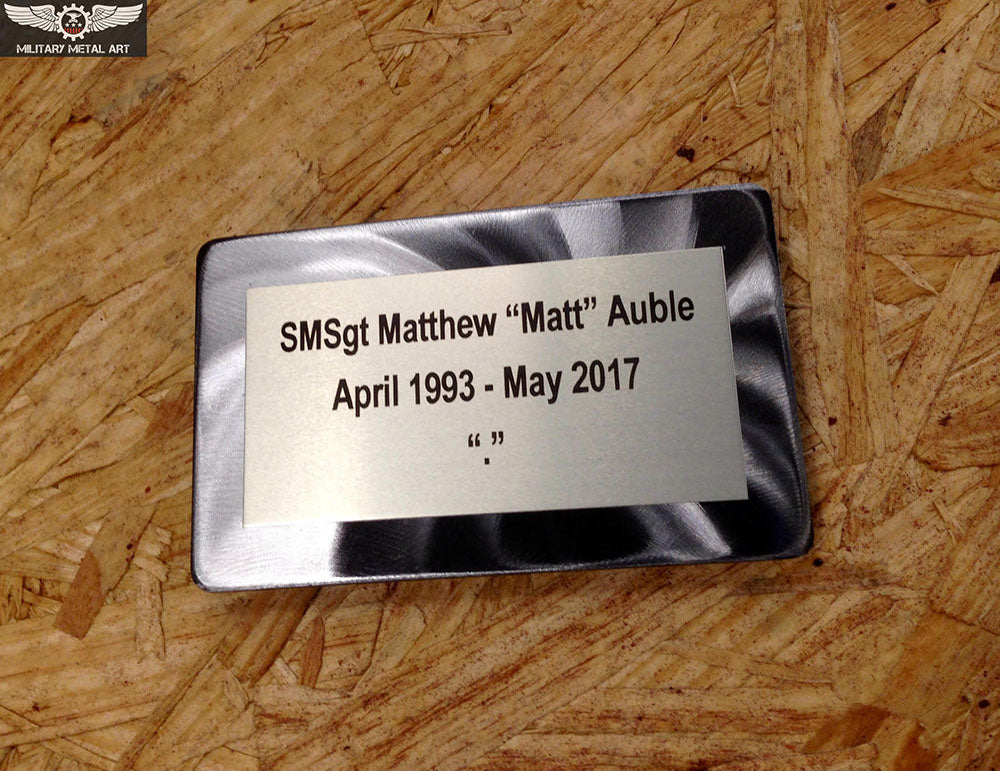 MILITARY METAL ART
SMSgt Matthew “Matt” Auble
April 1993 - May 2017
“.”